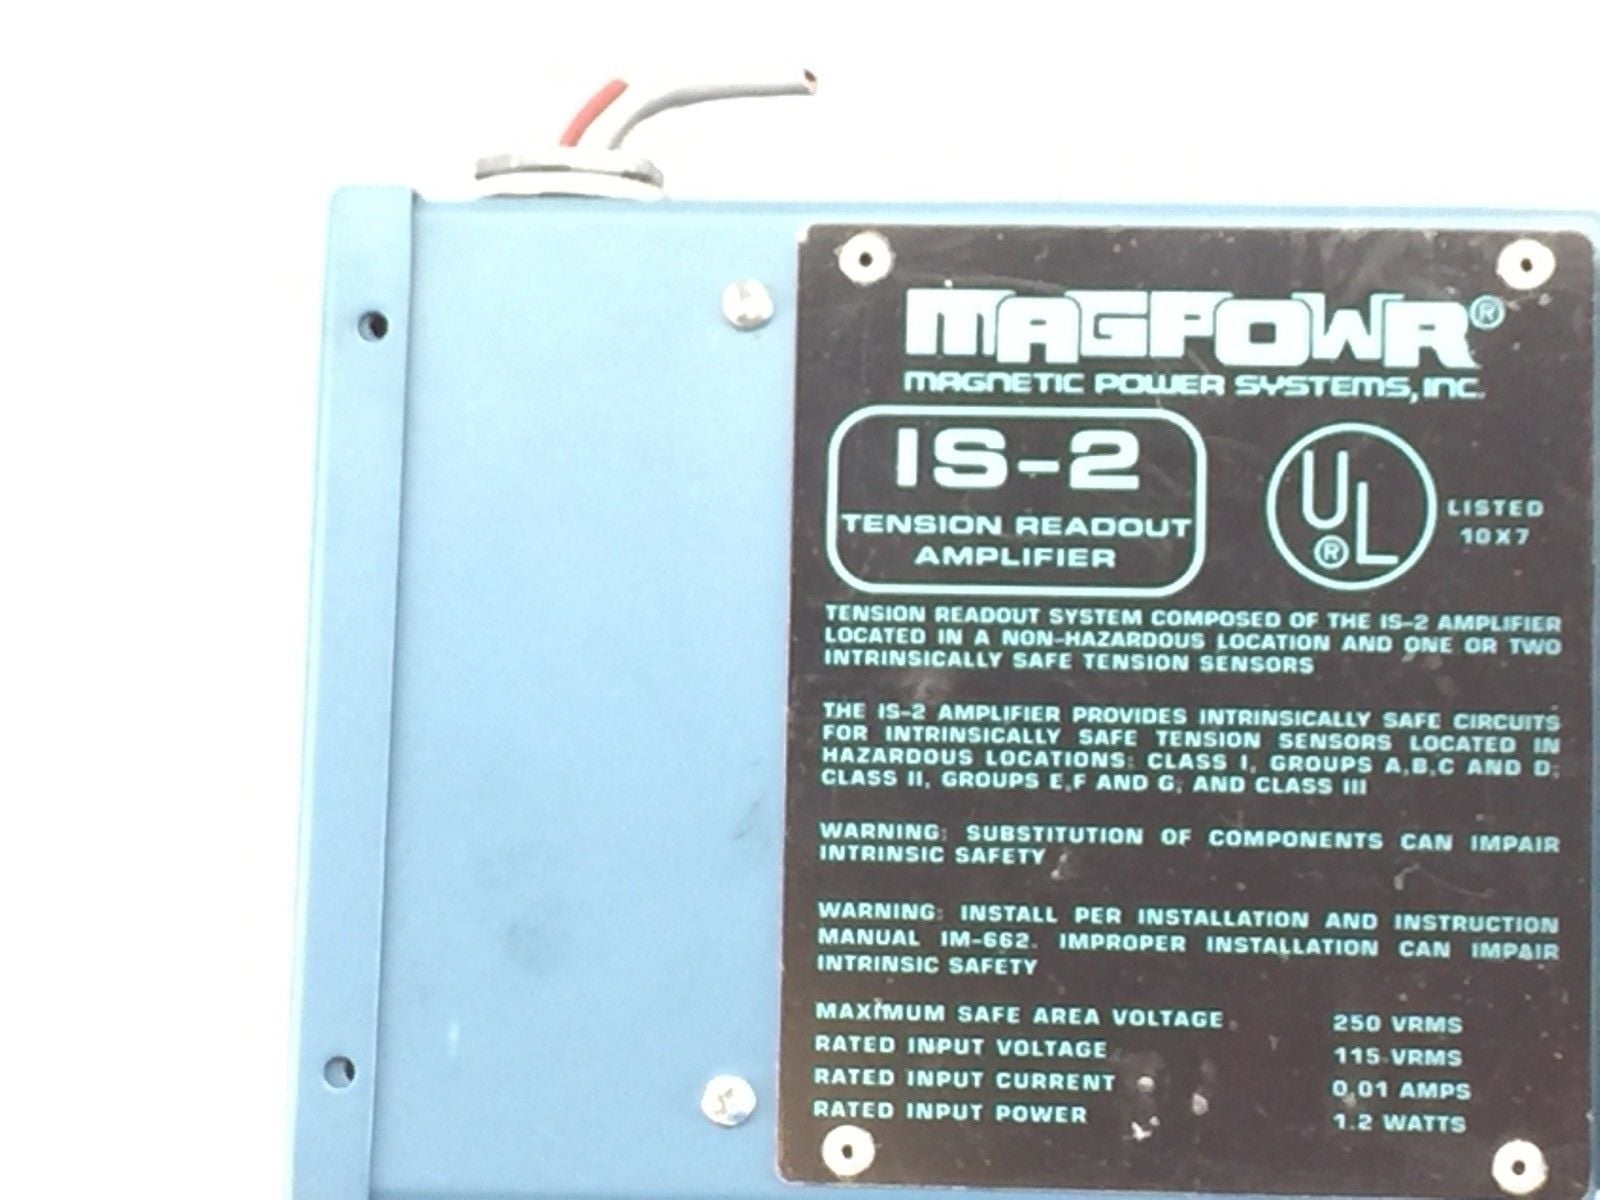 MAGPOWR®
MAGNETIC POWER SYSTEMS, INC.
IS-2
TENSION READOUT
AMPLIFIER
UL
®
LISTED
10X7
TENSION READOUT SYSTEM COMPOSED OF THE IS-2 AMPLIFIER
LOCATED IN A NON-HAZARDOUS LOCATION AND ONE OR TWO
INTRINSICALLY SAFE TENSION SENSORS
THE IS-2 AMPLIFIER PROVIDES INTRINSICALLY SAFE CIRCUITS
FOR INTRINSICALLY SAFE TENSION SENSORS LOCATED IN
HAZARDOUS LOCATIONS: CLASS I, GROUPS A,B,C AND D;
CLASS II, GROUPS E,F AND G; AND CLASS III
WARNING: SUBSTITUTION OF COMPONENTS CAN IMPAIR
INTRINSIC SAFETY
WARNING: INSTALL PER INSTALLATION AND INSTRUCTION
MANUAL IM-662. IMPROPER INSTALLATION CAN IMPAIR
INTRINSIC SAFETY
MAXIMUM SAFE AREA VOLTAGE 250 VRMS
RATED INPUT VOLTAGE 115 VRMS
RATED INPUT CURRENT 0.01 AMPS
RATED INPUT POWER 1.2 WATTS